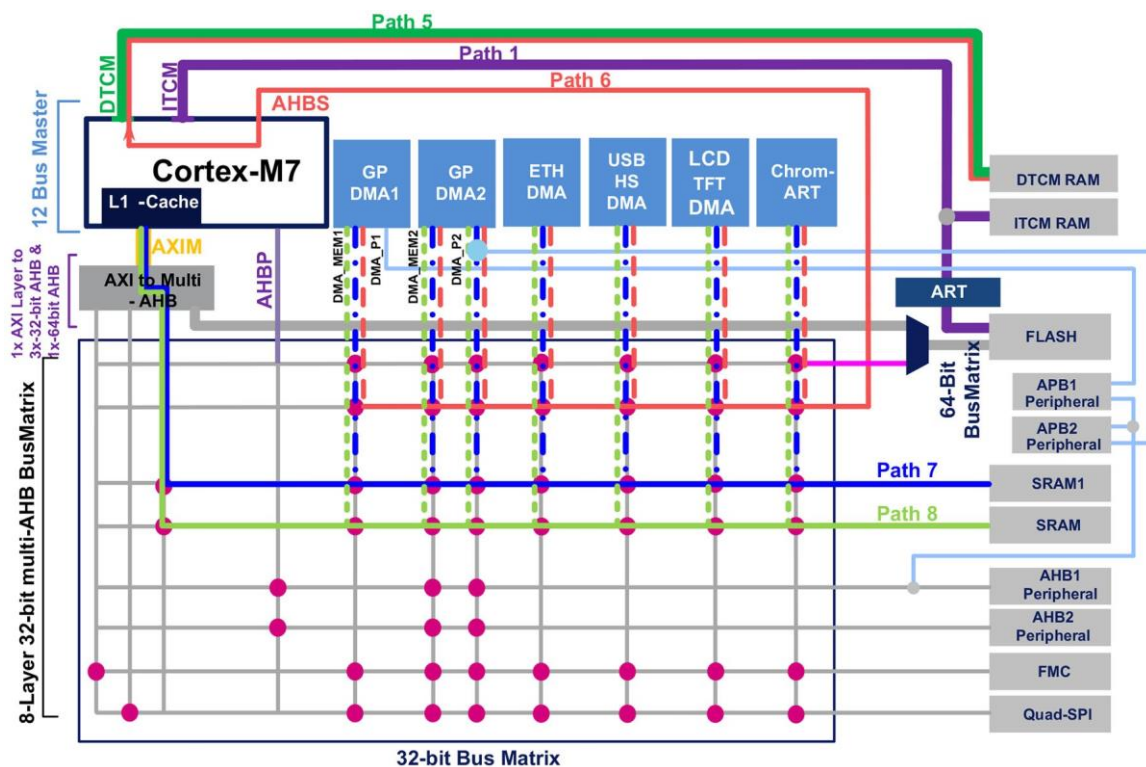 Path 5
Path 1
DTCM
ITCM
Path 6
AHBS
12 Bus Master
Cortex-M7
L1 -Cache
GP
DMA1
GP
DMA2
ETH
DMA
USB
HS
DMA
LCD
TFT
DMA
Chrom-
ART
DTCM RAM
ITCM RAM
AXIM
AXI to Multi
- AHB
1x AXI Layer to
3x-32-bit AHB &
1x-64bit AHB
AHBP
DMA_MEM1
DMA_P1
DMA_MEM2
DMA_P2
ART
FLASH
64-Bit
BusMatrix
APB1
Peripheral
APB2
Peripheral
8-Layer 32-bit multi-AHB BusMatrix
Path 7
SRAM1
Path 8
SRAM
AHB1
Peripheral
AHB2
Peripheral
FMC
Quad-SPI
32-bit Bus Matrix